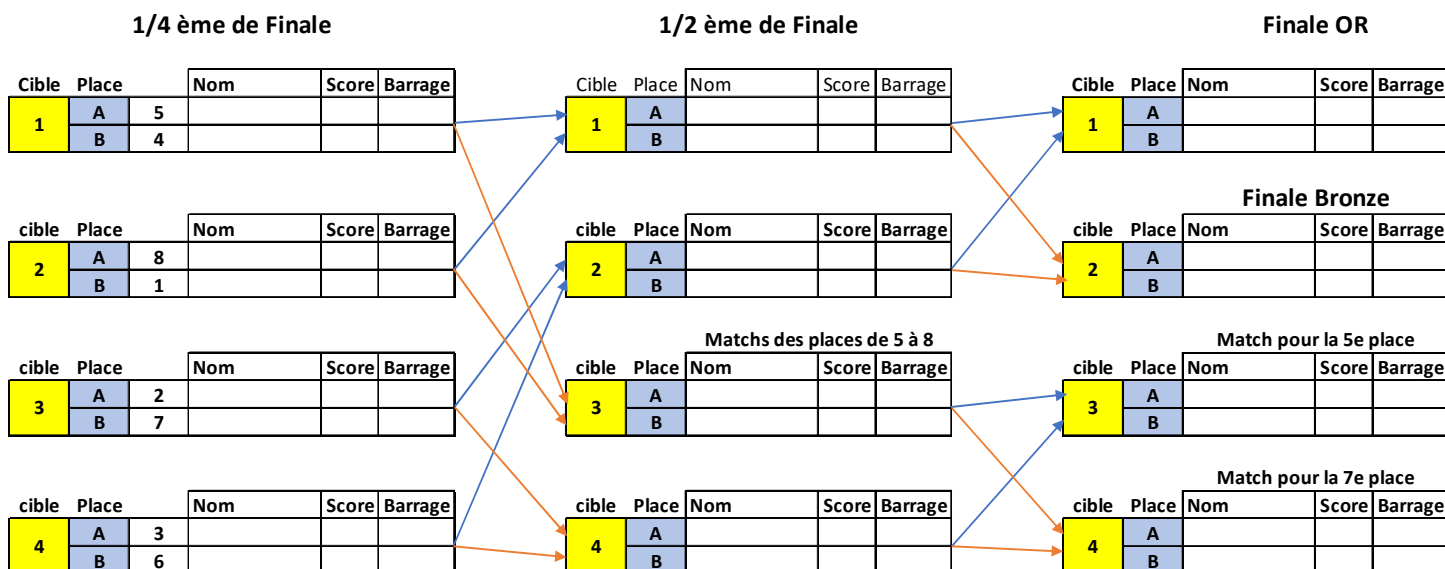 1/4 ème de Finale 1/2 ème de Finale Finale OR
Cible Place Nom Score Barrage Cible Place Nom Score Barrage Cible Place Nom Score Barrage
1 A 5 1 A 1 A
B 4 B B
Finale Bronze
cible Place Nom Score Barrage cible Place Nom Score Barrage cible Place Nom Score Barrage
2 A 8 2 A 2 A
B 1 B B
Matchs des places de 5 à 8 Match pour la 5e place
cible Place Nom Score Barrage cible Place Nom Score Barrage cible Place Nom Score Barrage
3 A 2 3 A 3 A
B 7 B B
Match pour la 7e place
cible Place Nom Score Barrage cible Place Nom Score Barrage cible Place Nom Score Barrage
4 A 3 4 A 4 A
B 6 B B